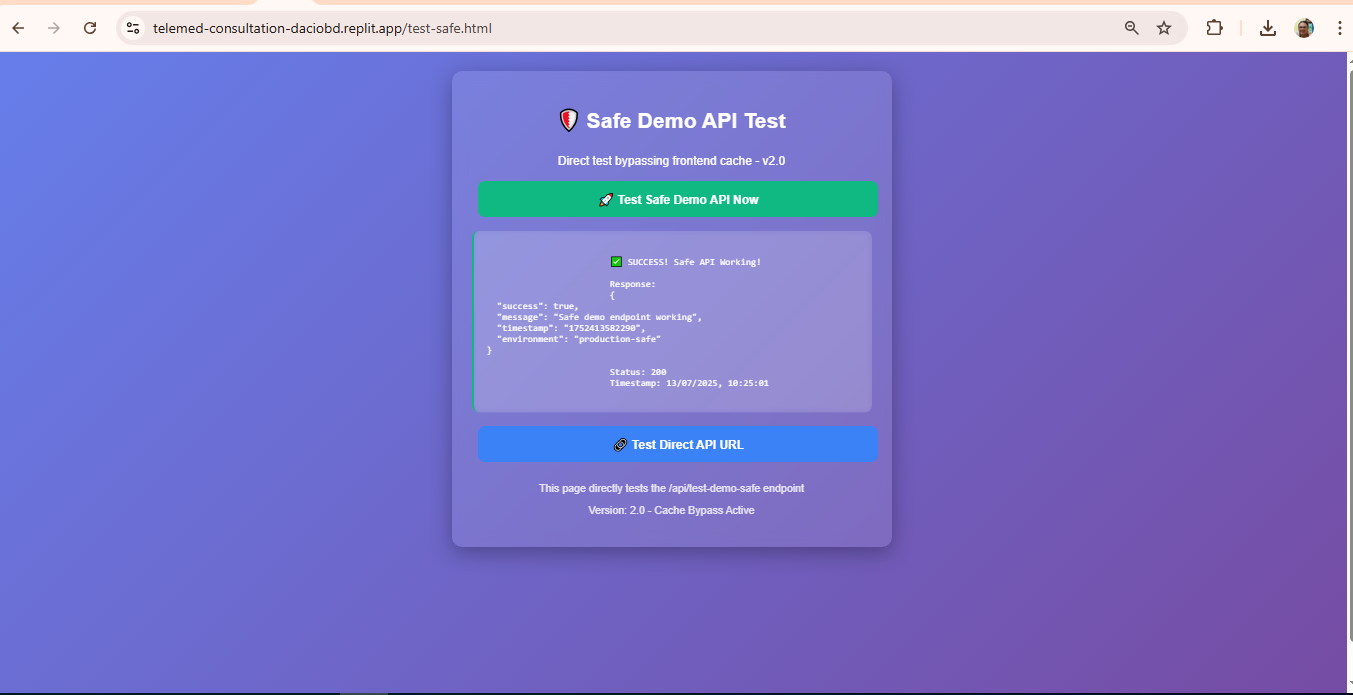 telemed-consultation-daciobd.replit.app/test-safe.html
Safe Demo API Test
Direct test bypassing frontend cache - v2.0
🚀 Test Safe Demo API Now
✅ SUCCESS! Safe API Working!
Response:
{
"success": true,
"message": "Safe demo endpoint working",
"timestamp": "1752413582290",
"environment": "production-safe"
}
Status: 200
Timestamp: 13/07/2025, 10:25:01
🔗 Test Direct API URL
This page directly tests the /api/test-demo-safe endpoint
Version: 2.0 - Cache Bypass Active